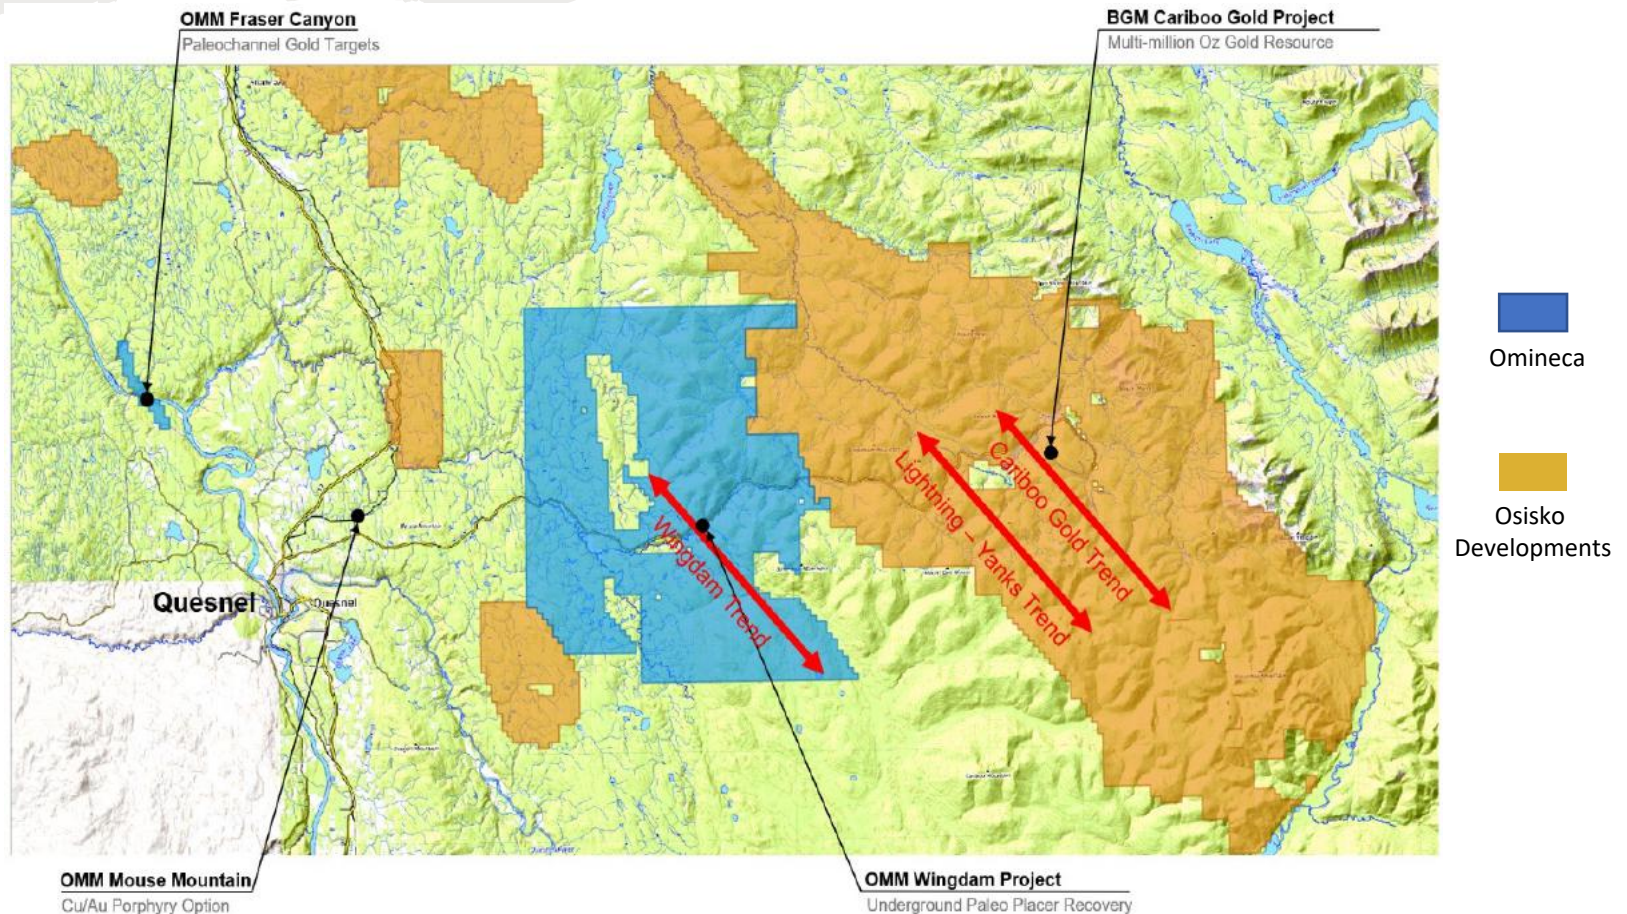 OMM Fraser Canyon
Paleochannel Gold Targets
BGM Cariboo Gold Project
Multi-million Oz Gold Resource
Omineca
Osisko
Developments
Cariboo Gold Trend
Lightning – Yanks Trend
Wingdam Trend
Quesnel
Quesnel
OMM Mouse Mountain
Cu/Au Porphyry Option
OMM Wingdam Project
Underground Paleo Placer Recovery